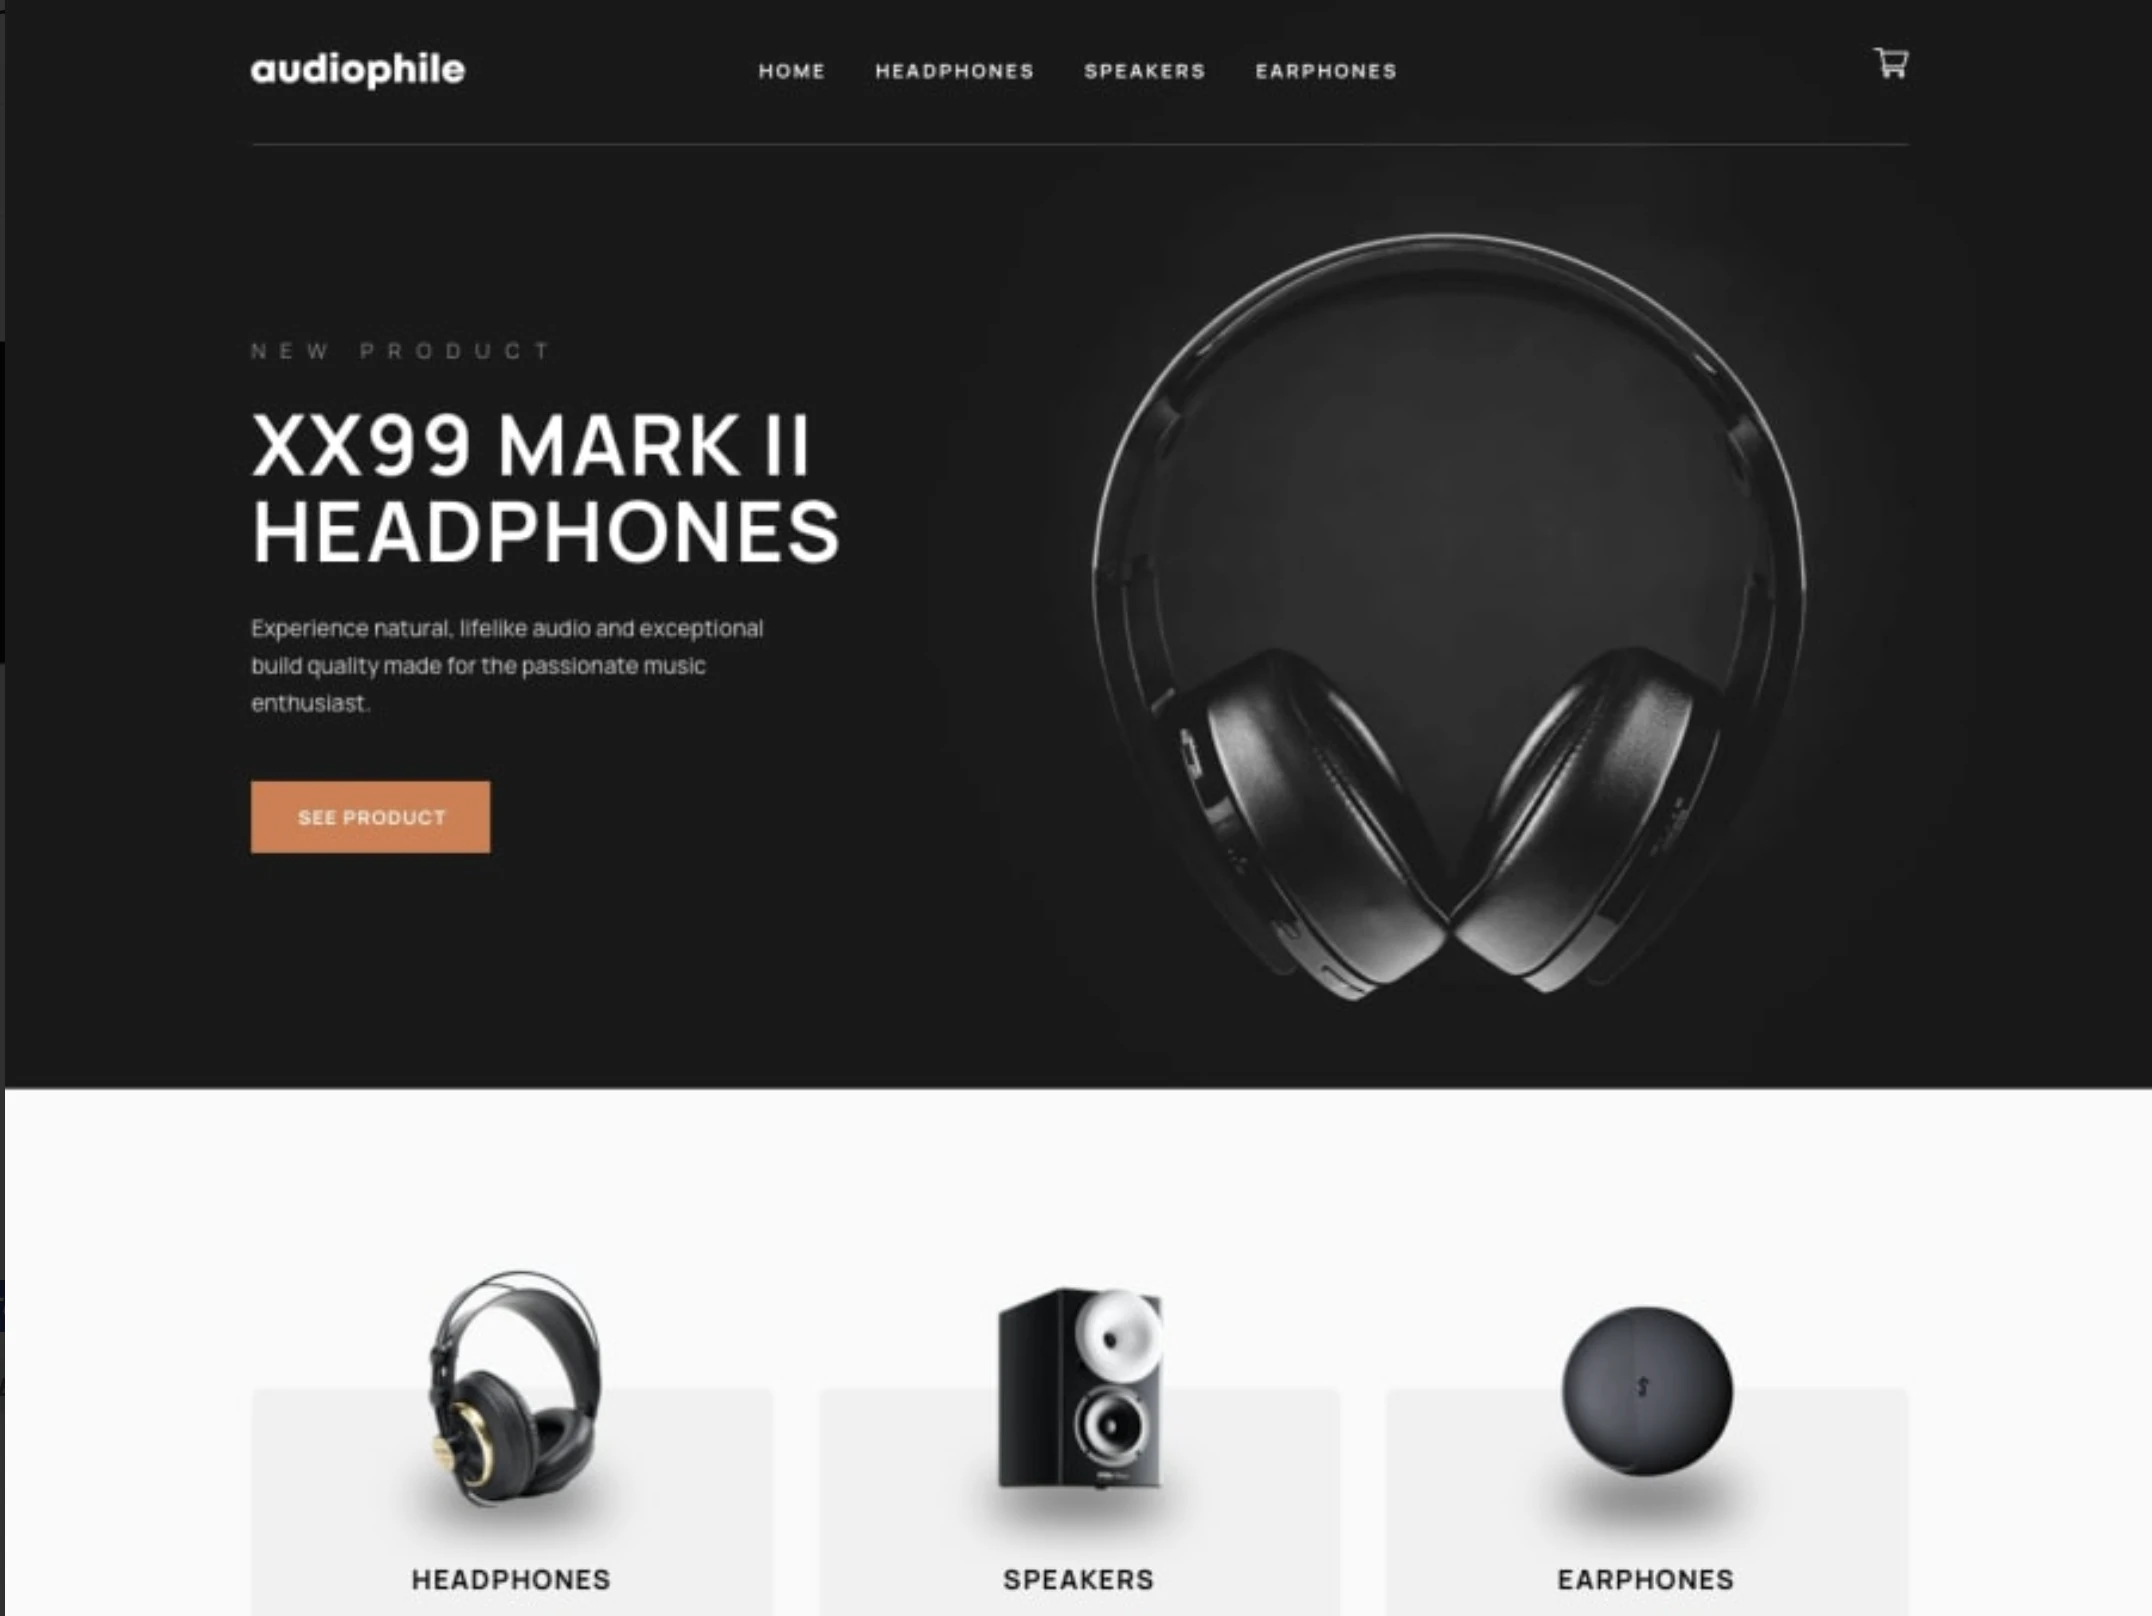 audiophile
HOME HEADPHONES SPEAKERS EARPHONES
NEW PRODUCT
XX99 MARK II
HEADPHONES
Experience natural, lifelike audio and exceptional
build quality made for the passionate music
enthusiast.
SEE PRODUCT
HEADPHONES SPEAKERS EARPHONES